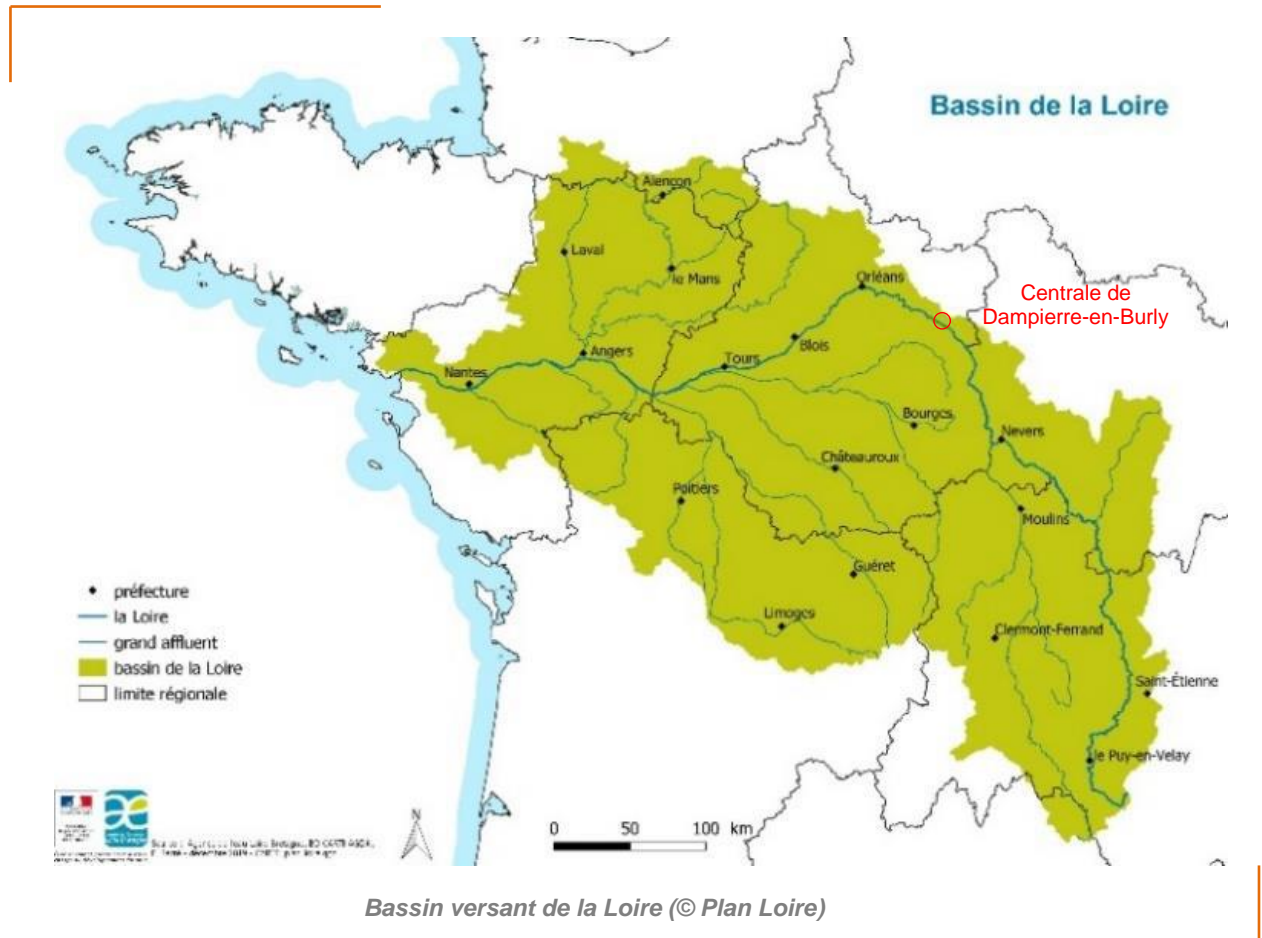 Bassin de la Loire
Alençon
Laval
le Mans
Orléans
Centrale de
Dampierre-en-Burly
Angers
Tours
Blois
Nantes
Bourgcs
Nevers
Châteauroux
Poitiers
Moulins
Guéret
Limogcs
Clermont-Ferrand
Saint-Étienne
le Puy-en-Velay
préfecture
la Loire
grand affluent
bassin de la Loire
limite régionale
N
0 50 100 km
Bassin versant de la Loire (© Plan Loire)